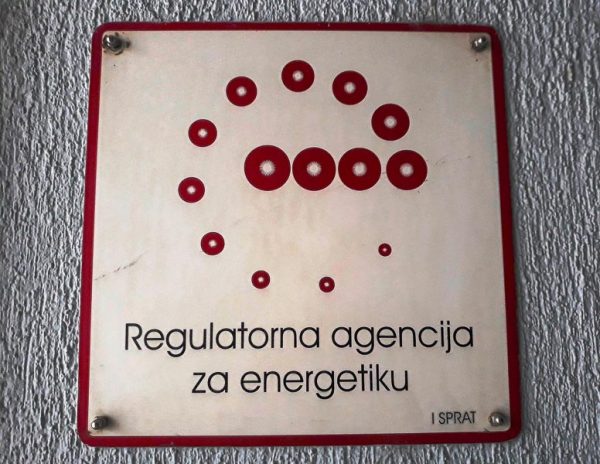 Regulatorna agencija
za energetiku
I SPRAT